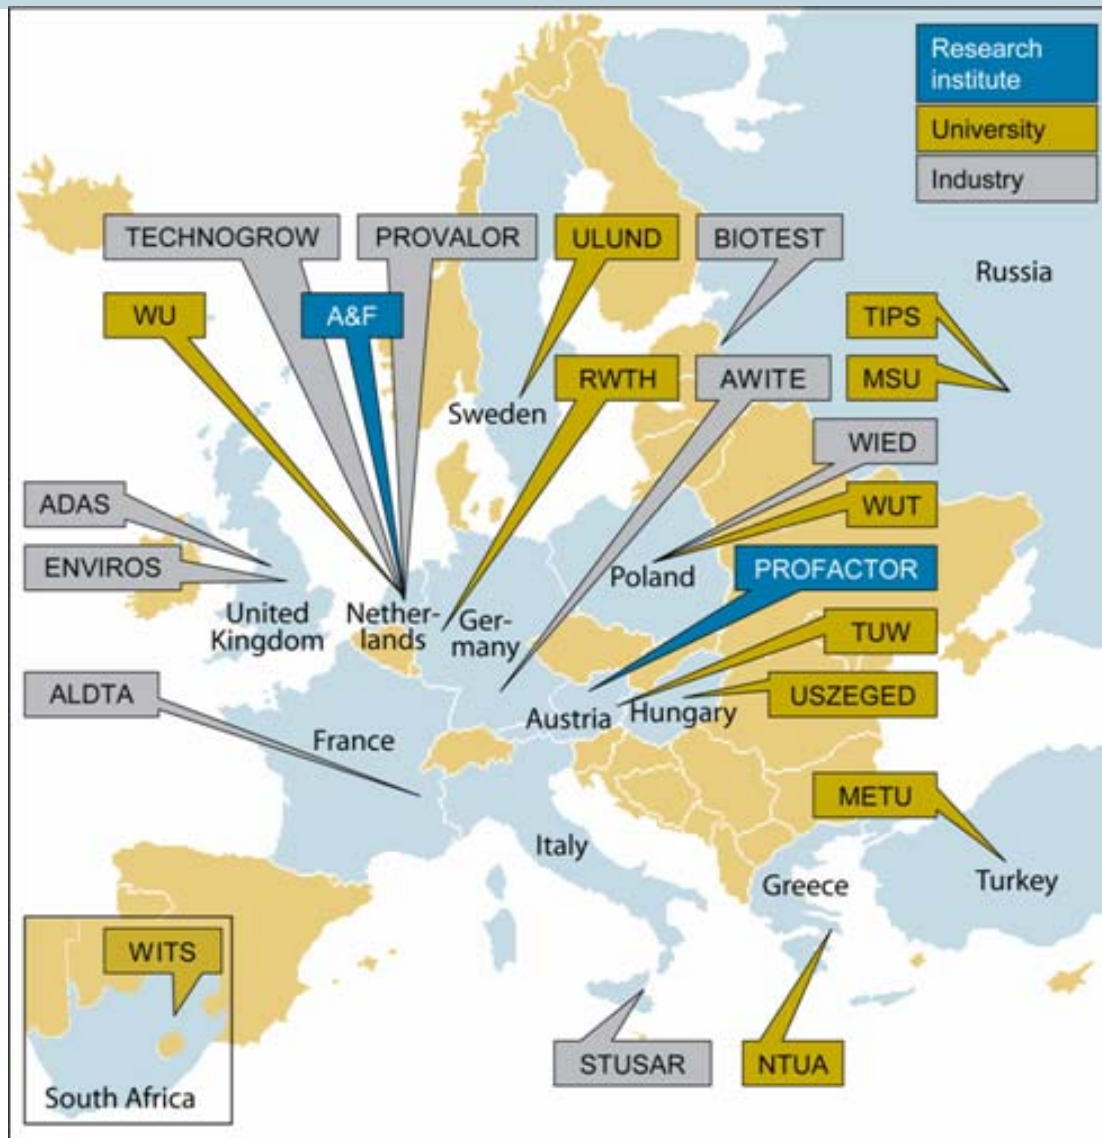 Research
institute
University
Industry
TECHNOGROW
PROVALOR
ULUND
BIOTEST
Russia
WU
A&F
TIPS
RWTH
AWITE
MSU
Sweden
WIED
ADAS
WUT
ENVIROS
Poland
PROFACTOR
United
Kingdom
Nether-
lands
Ger-
many
TUW
ALDTA
USZEGED
Austria
Hungary
France
METU
Italy
Greece
Turkey
WITS
STUSAR
NTUA
South Africa